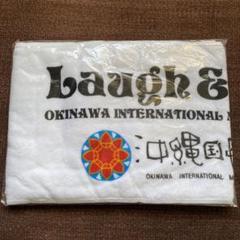 Laugh &
OKINAWA INTERNATIONAL M
沖縄国
OKINAWA INTERNATIONAL M